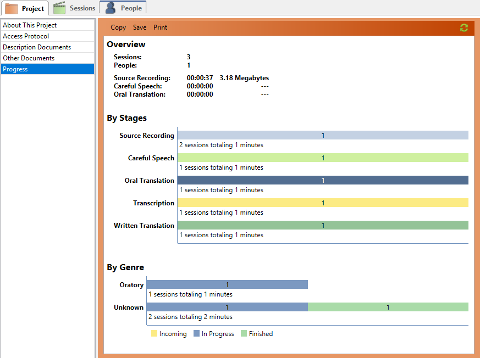 Project Sessions People
About This Project
Access Protocol
Description Documents
Other Documents
Progress
Copy Save Print
Overview
Sessions: 3
People: 1
Source Recording: 00:00:37 3.18 Megabytes
Careful Speech: 00:00:00 ---
Oral Translation: 00:00:00 ---
By Stages
Source Recording 1
2 sessions totaling 1 minutes
Careful Speech 1
1 sessions totaling 1 minutes
Oral Translation 1
1 sessions totaling 1 minutes
Transcription 1
1 sessions totaling 1 minutes
Written Translation 1
1 sessions totaling 1 minutes
By Genre
Oratory 1
1 sessions totaling 1 minutes
Unknown 1 1
2 sessions totaling 2 minutes
Incoming In Progress Finished